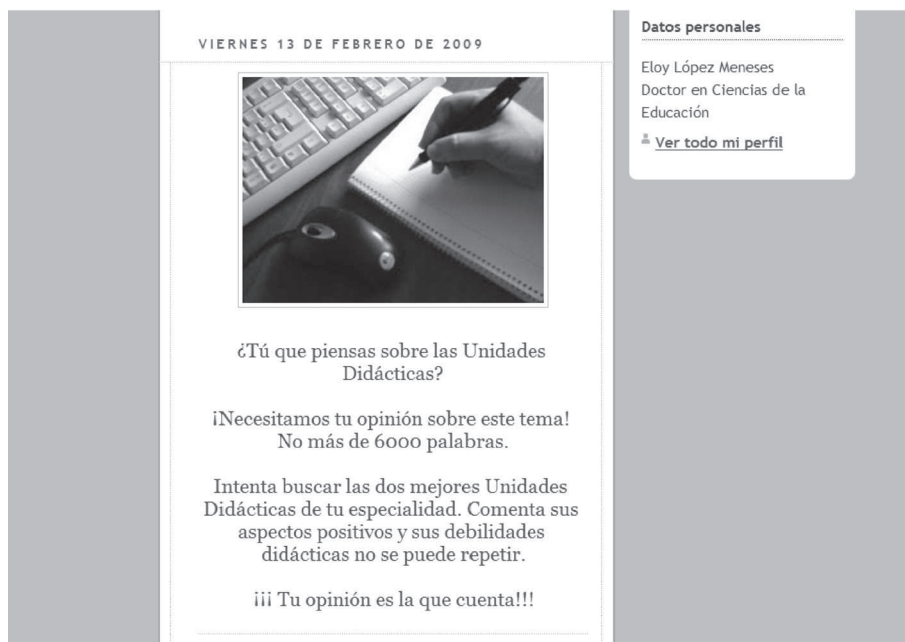 VIERNES 13 DE FEBRERO DE 2009
¿Tú que piensas sobre las Unidades
Didácticas?
¡Necesitamos tu opinión sobre este tema!
No más de 6000 palabras.
Intenta buscar las dos mejores Unidades
Didácticas de tu especialidad. Comenta sus
aspectos positivos y sus debilidades
didácticas no se puede repetir.
¡¡¡ Tu opinión es la que cuenta!!!
Datos personales
Eloy López Meneses
Doctor en Ciencias de la
Educación
Ver todo mi perfil